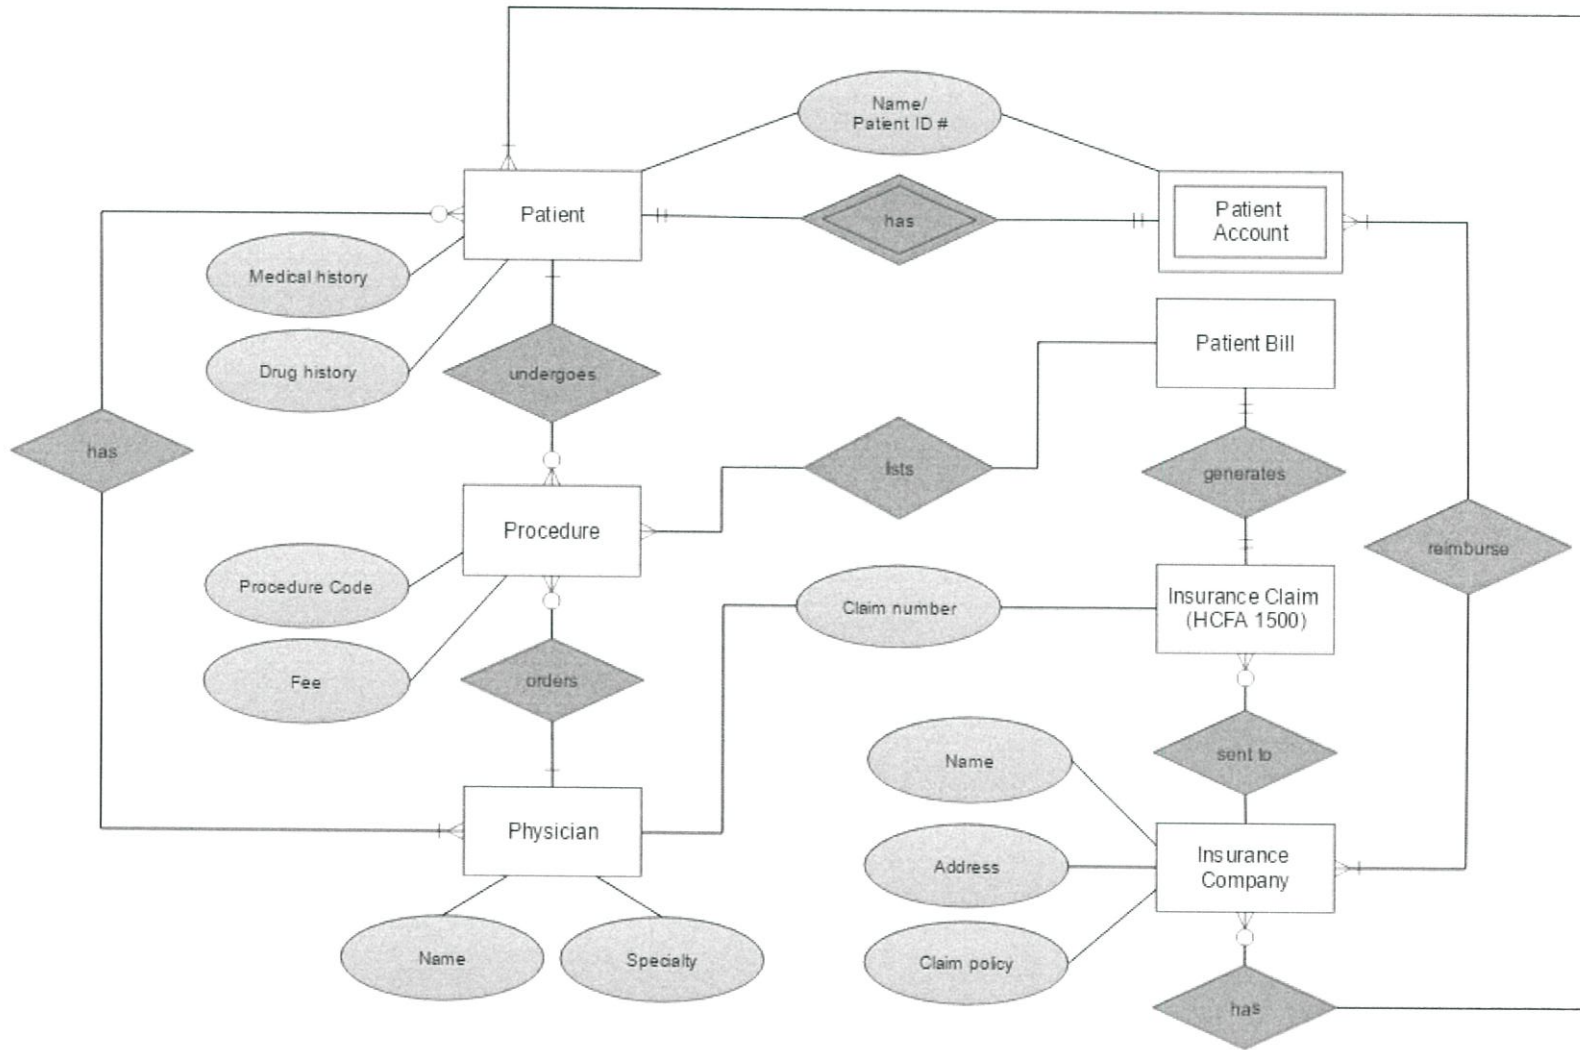 Name/
Patient ID #
Patient
has
Patient
Account
Medical history
Drug history
undergoes
Patient Bill
has
lists
generates
Procedure
reimburse
Procedure Code
Claim number
Insurance Claim
(HCFA 1500)
Fee
orders
Name
sent to
Physician
Address
Insurance
Company
Name
Specialty
Claim policy
has